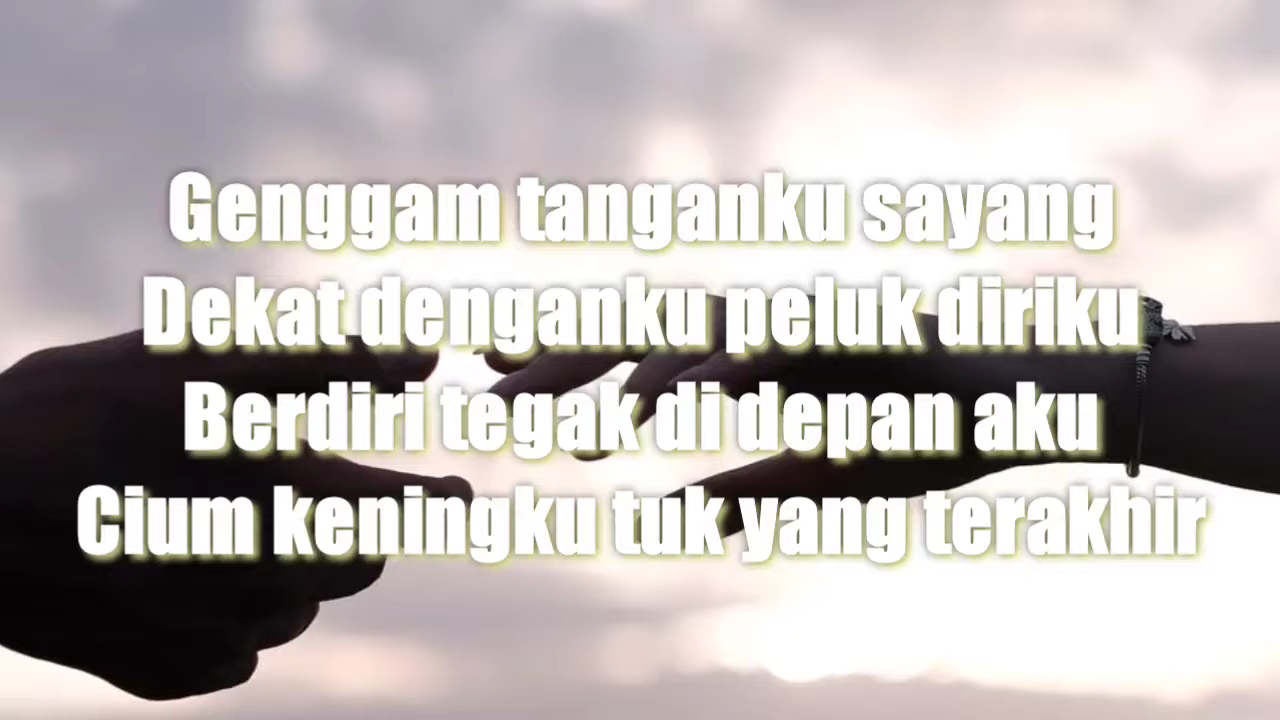 Genggam tanganku sayang
Dekat denganku peluk diriku
Berdiri tegak di depan aku
Cium keningku tuk yang terakhir